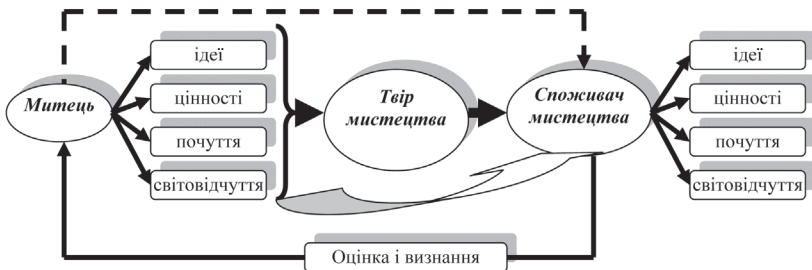 Митець
ідеї
цінності
почуття
світовідчуття
Твір
мистецтва
Споживач
мистецтва
ідеї
цінності
почуття
світовідчуття
Оцінка і визнання